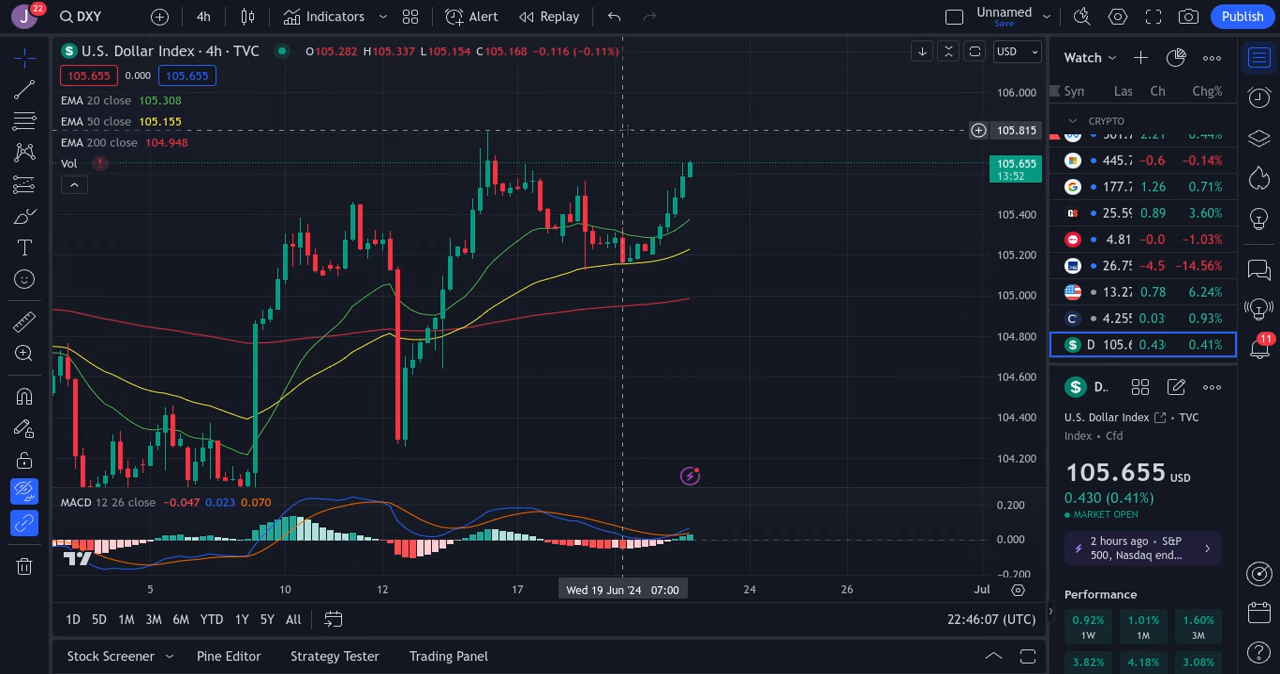 J 22 DXY 4h Indicators Alert Replay Unnamed Save Publish
$ U.S. Dollar Index · 4h · TVC O105.282 H105.337 L105.154 C105.168 −0.116 (−0.11%) USD
105.655 0.000 105.655
EMA 20 close 105.308
EMA 50 close 105.155
EMA 200 close 104.948
Vol
106.000
105.815
105.655
13:52
105.400
105.200
105.000
104.800
104.600
104.400
104.200
MACD 12 26 close −0.047 0.023 0.070
0.200
0.000
−0.200
5 10 12 17 Wed 19 Jun '24 07:00 24 26 Jul
1D 5D 1M 3M 6M YTD 1Y 5Y All 22:46:07 (UTC)
Stock Screener Pine Editor Strategy Tester Trading Panel
Watch
Syn Las Ch Chg%
CRYPTO
2.21 0.44%
445.7 −0.6 −0.14%
177.7 1.26 0.71%
25.59 0.89 3.60%
4.81 −0.0 −1.03%
26.75 −4.5 −14.56%
13.27 0.78 6.24%
4.255 0.03 0.93%
D 105.6 0.43 0.41%
$ D..
U.S. Dollar Index • TVC
Index • Cfd
105.655 USD
0.430 (0.41%)
MARKET OPEN
2 hours ago • S&P
500, Nasdaq end...
Performance
0.92% 1.01% 1.60%
1W 1M 3M
3.82% 4.18% 3.08%
11